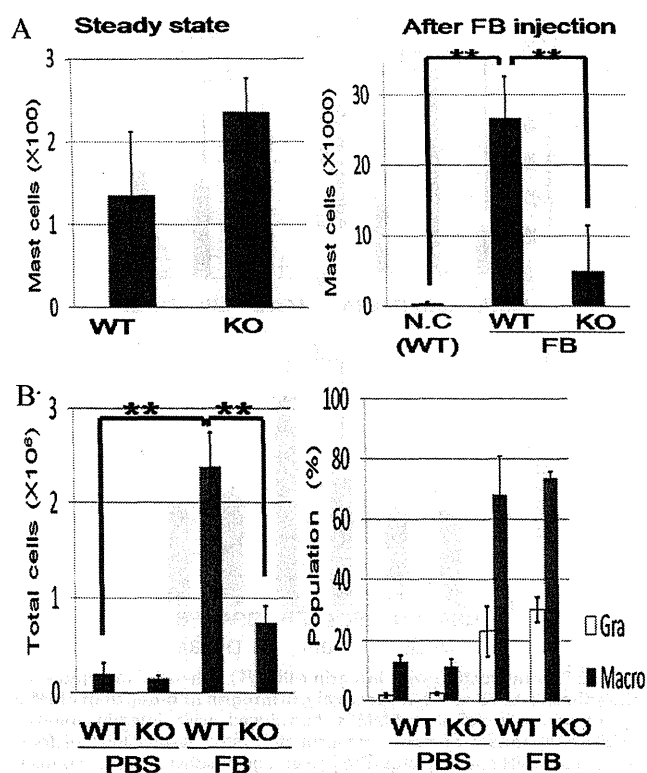 A
Steady state
Mast cells (X100)
3
2
1
0
WT KO
After FB injection
** **
Mast cells (X1000)
30
20
10
0
N.C WT KO
(WT) FB
B
Total cells (X10⁶)
3
2
1
0
** **
WT KO WT KO
PBS FB
Population (%)
100
80
60
40
20
0
WT KO WT KO
PBS FB
Gra
Macro